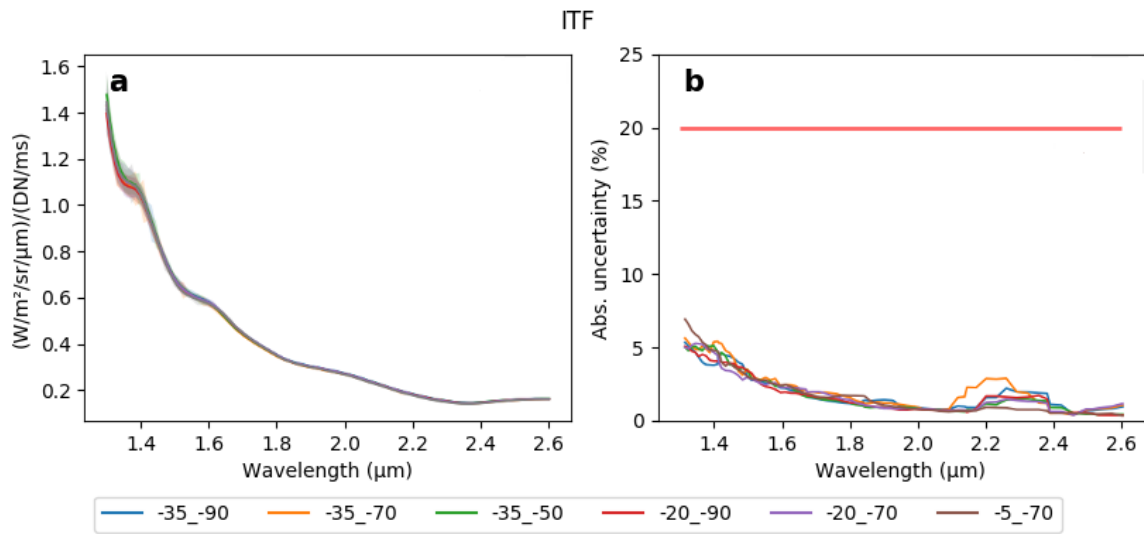 ITF
a
(W/m²/sr/μm)/(DN/ms)
1.6
1.4
1.2
1.0
0.8
0.6
0.4
0.2
1.4 1.6 1.8 2.0 2.2 2.4 2.6
Wavelength (μm)
b
Abs. uncertainty (%)
25
20
15
10
5
0
1.4 1.6 1.8 2.0 2.2 2.4 2.6
Wavelength (μm)
-35_-90 -35_-70 -35_-50 -20_-90 -20_-70 -5_-70